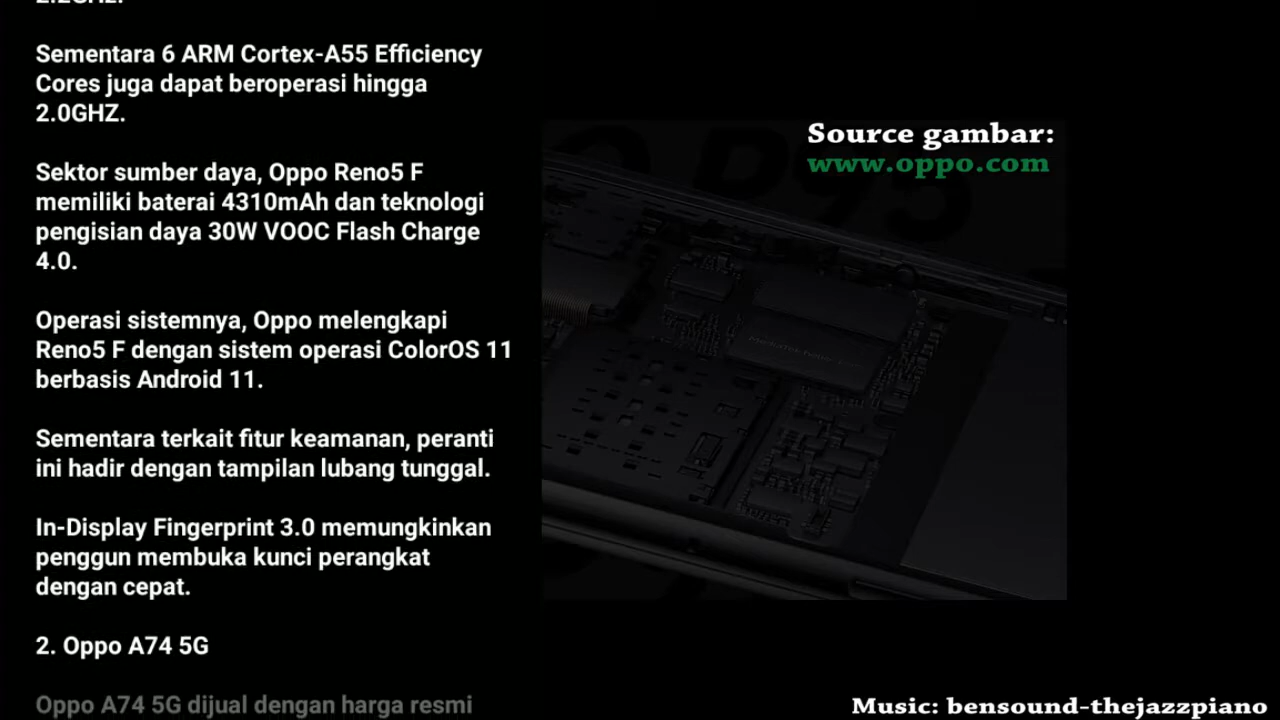 2.2GHZ.
Sementara 6 ARM Cortex-A55 Efficiency
Cores juga dapat beroperasi hingga
2.0GHZ.
Sektor sumber daya, Oppo Reno5 F
memiliki baterai 4310mAh dan teknologi
pengisian daya 30W VOOC Flash Charge
4.0.
Operasi sistemnya, Oppo melengkapi
Reno5 F dengan sistem operasi ColorOS 11
berbasis Android 11.
Sementara terkait fitur keamanan, peranti
ini hadir dengan tampilan lubang tunggal.
In-Display Fingerprint 3.0 memungkinkan
penggun membuka kunci perangkat
dengan cepat.
2. Oppo A74 5G
Oppo A74 5G dijual dengan harga resmi
Source gambar:
www.oppo.com
Music: bensound-thejazzpiano